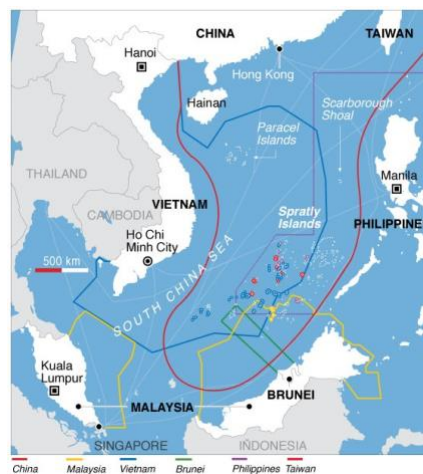 CHINA
TAIWAN
Hanoi
Hong Kong
Hainan
Scarborough
Shoal
Paracel
Islands
THAILAND
Manila
VIETNAM
CAMBODIA
Spratly
Islands
PHILIPPINE
Ho Chi
Minh City
500 km
SOUTH CHINA SEA
Kuala
Lumpur
BRUNEI
MALAYSIA
SINGAPORE
INDONESIA
China
Malaysia
Vietnam
Brunei
Philippines
Taiwan